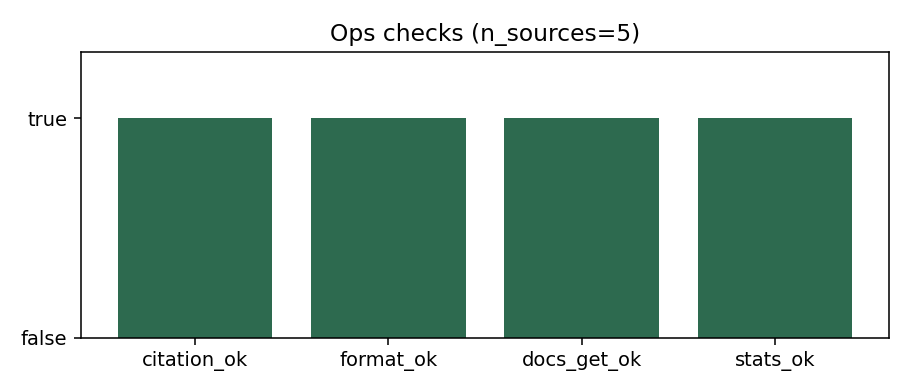 Ops checks (n_sources=5)
true
false
citation_ok
format_ok
docs_get_ok
stats_ok